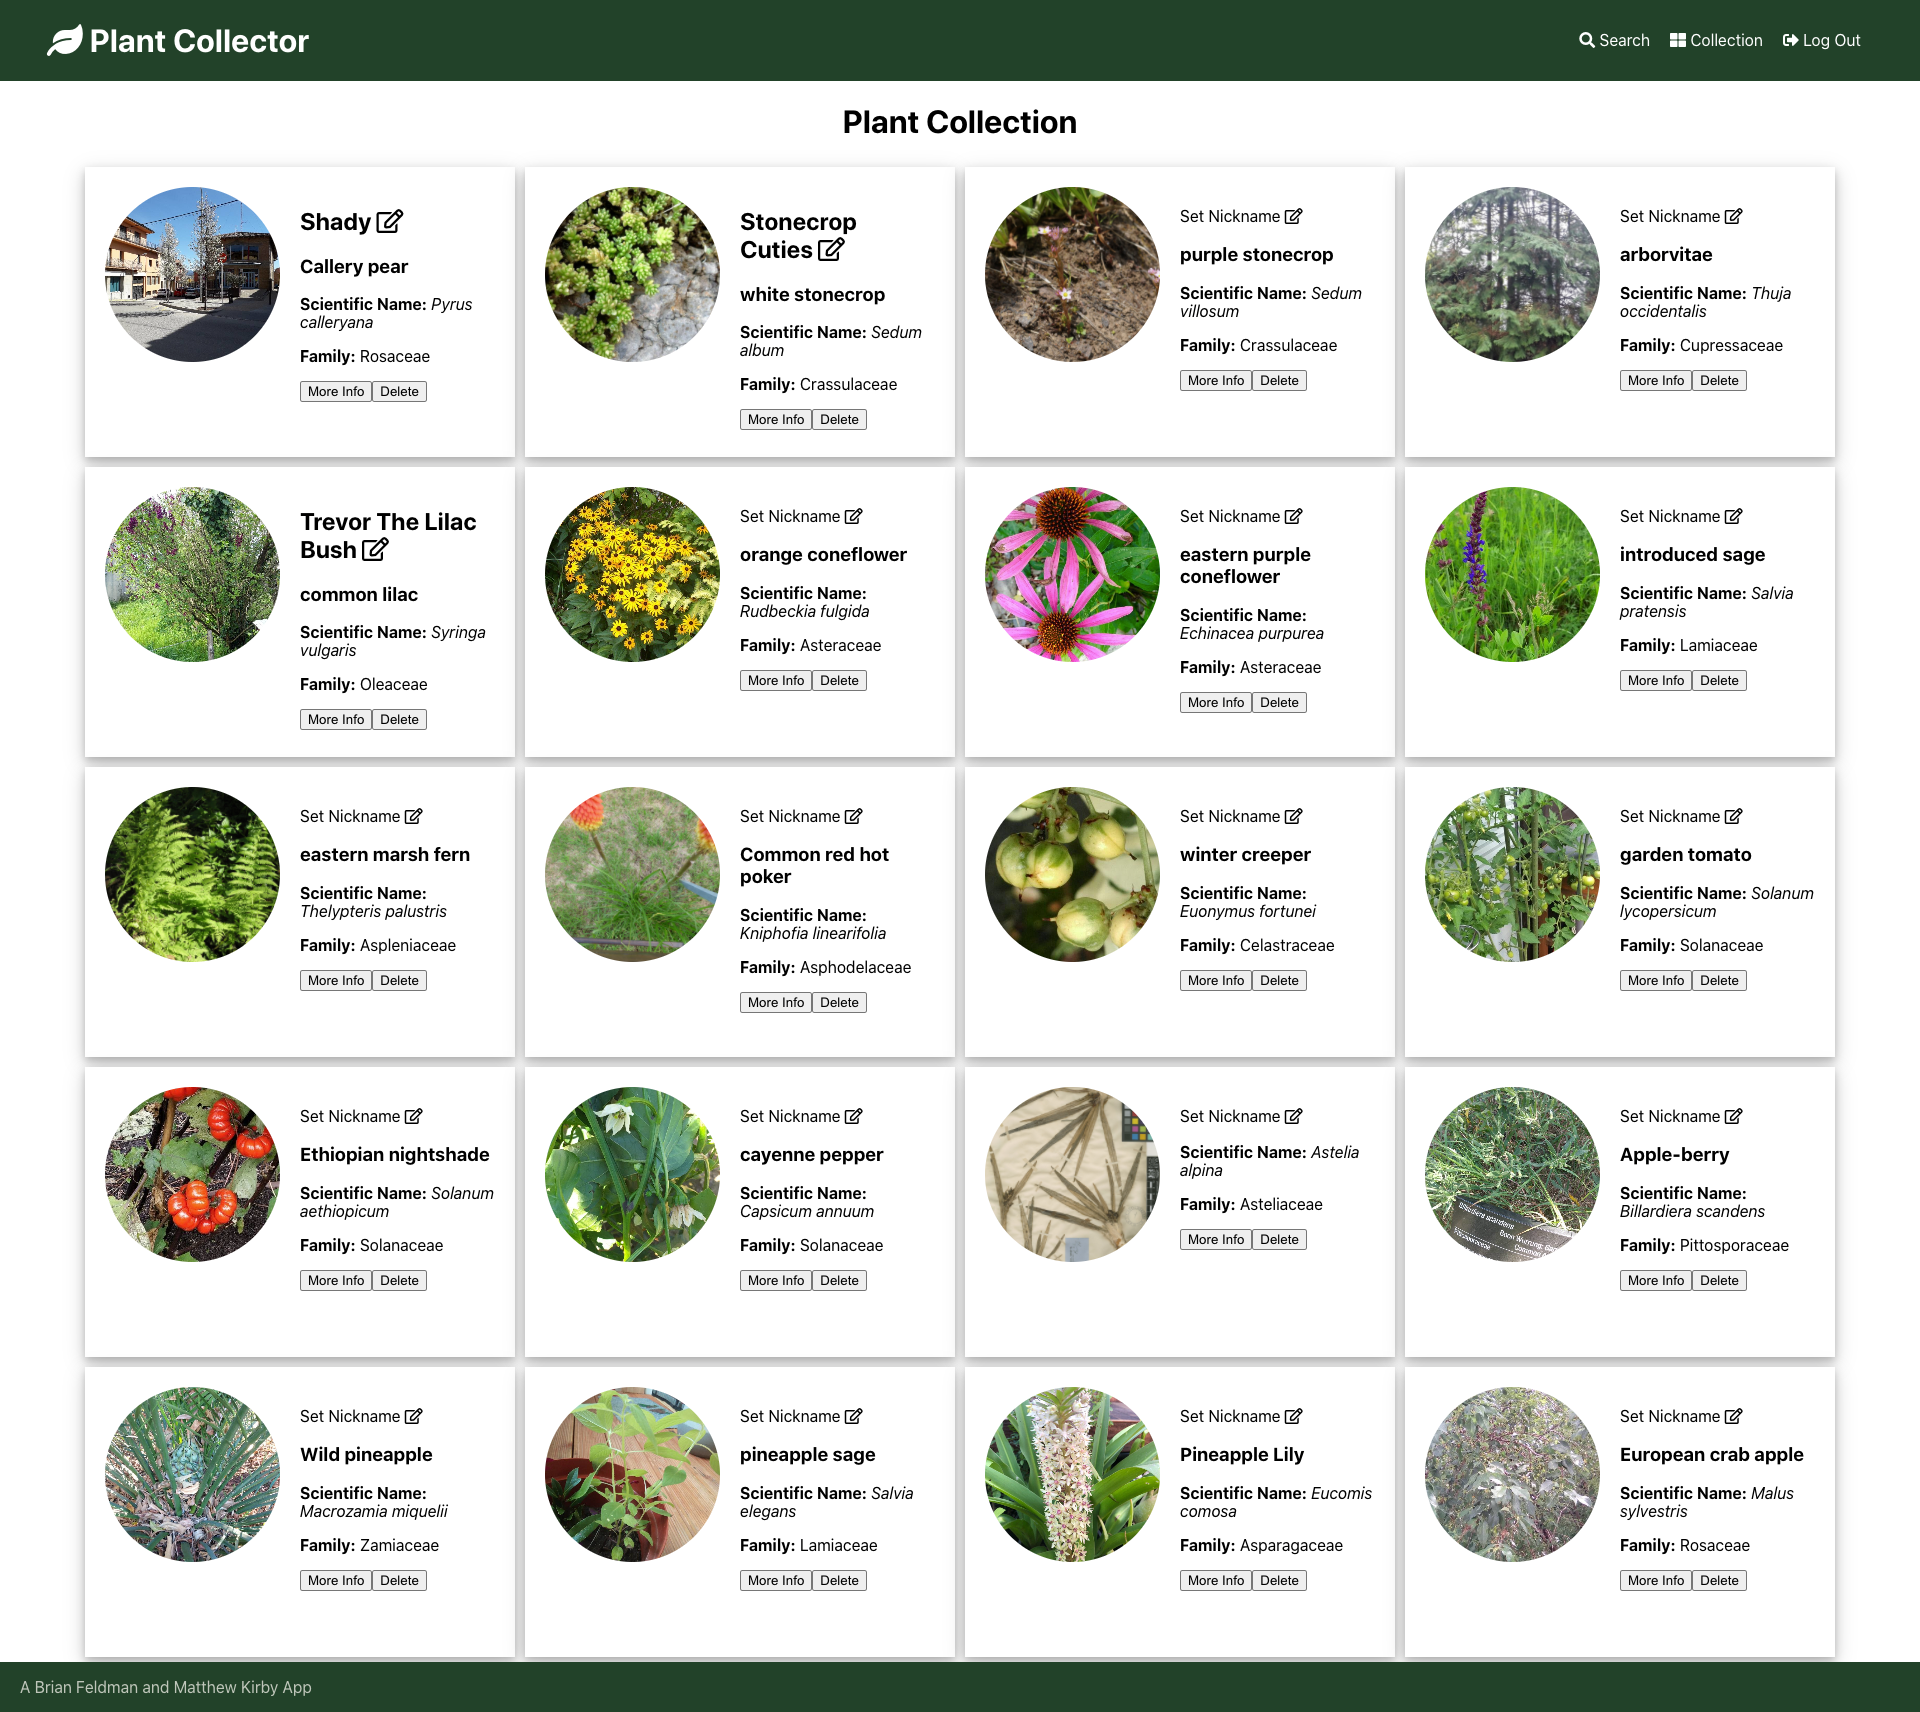 Plant Collector
Search
Collection
Log Out
Plant Collection
Shady
Callery pear
Scientific Name: Pyrus
calleryana
Family: Rosaceae
More Info
Delete
Stonecrop
Cuties
white stonecrop
Scientific Name: Sedum
album
Family: Crassulaceae
More Info
Delete
Set Nickname
purple stonecrop
Scientific Name: Sedum
villosum
Family: Crassulaceae
More Info
Delete
Set Nickname
arborvitae
Scientific Name: Thuja
occidentalis
Family: Cupressaceae
More Info
Delete
Trevor The Lilac
Bush
common lilac
Scientific Name: Syringa
vulgaris
Family: Oleaceae
More Info
Delete
Set Nickname
orange coneflower
Scientific Name:
Rudbeckia fulgida
Family: Asteraceae
More Info
Delete
Set Nickname
eastern purple
coneflower
Scientific Name:
Echinacea purpurea
Family: Asteraceae
More Info
Delete
Set Nickname
introduced sage
Scientific Name: Salvia
pratensis
Family: Lamiaceae
More Info
Delete
Set Nickname
eastern marsh fern
Scientific Name:
Thelypteris palustris
Family: Aspleniaceae
More Info
Delete
Set Nickname
Common red hot
poker
Scientific Name:
Kniphofia linearifolia
Family: Asphodelaceae
More Info
Delete
Set Nickname
winter creeper
Scientific Name:
Euonymus fortunei
Family: Celastraceae
More Info
Delete
Set Nickname
garden tomato
Scientific Name: Solanum
lycopersicum
Family: Solanaceae
More Info
Delete
Set Nickname
Ethiopian nightshade
Scientific Name: Solanum
aethiopicum
Family: Solanaceae
More Info
Delete
Set Nickname
cayenne pepper
Scientific Name:
Capsicum annuum
Family: Solanaceae
More Info
Delete
Set Nickname
Scientific Name: Astelia
alpina
Family: Asteliaceae
More Info
Delete
Set Nickname
Apple-berry
Scientific Name:
Billardiera scandens
Family: Pittosporaceae
More Info
Delete
Set Nickname
Wild pineapple
Scientific Name:
Macrozamia miquelii
Family: Zamiaceae
More Info
Delete
Set Nickname
pineapple sage
Scientific Name: Salvia
elegans
Family: Lamiaceae
More Info
Delete
Set Nickname
Pineapple Lily
Scientific Name: Eucomis
comosa
Family: Asparagaceae
More Info
Delete
Set Nickname
European crab apple
Scientific Name: Malus
sylvestris
Family: Rosaceae
More Info
Delete
A Brian Feldman and Matthew Kirby App